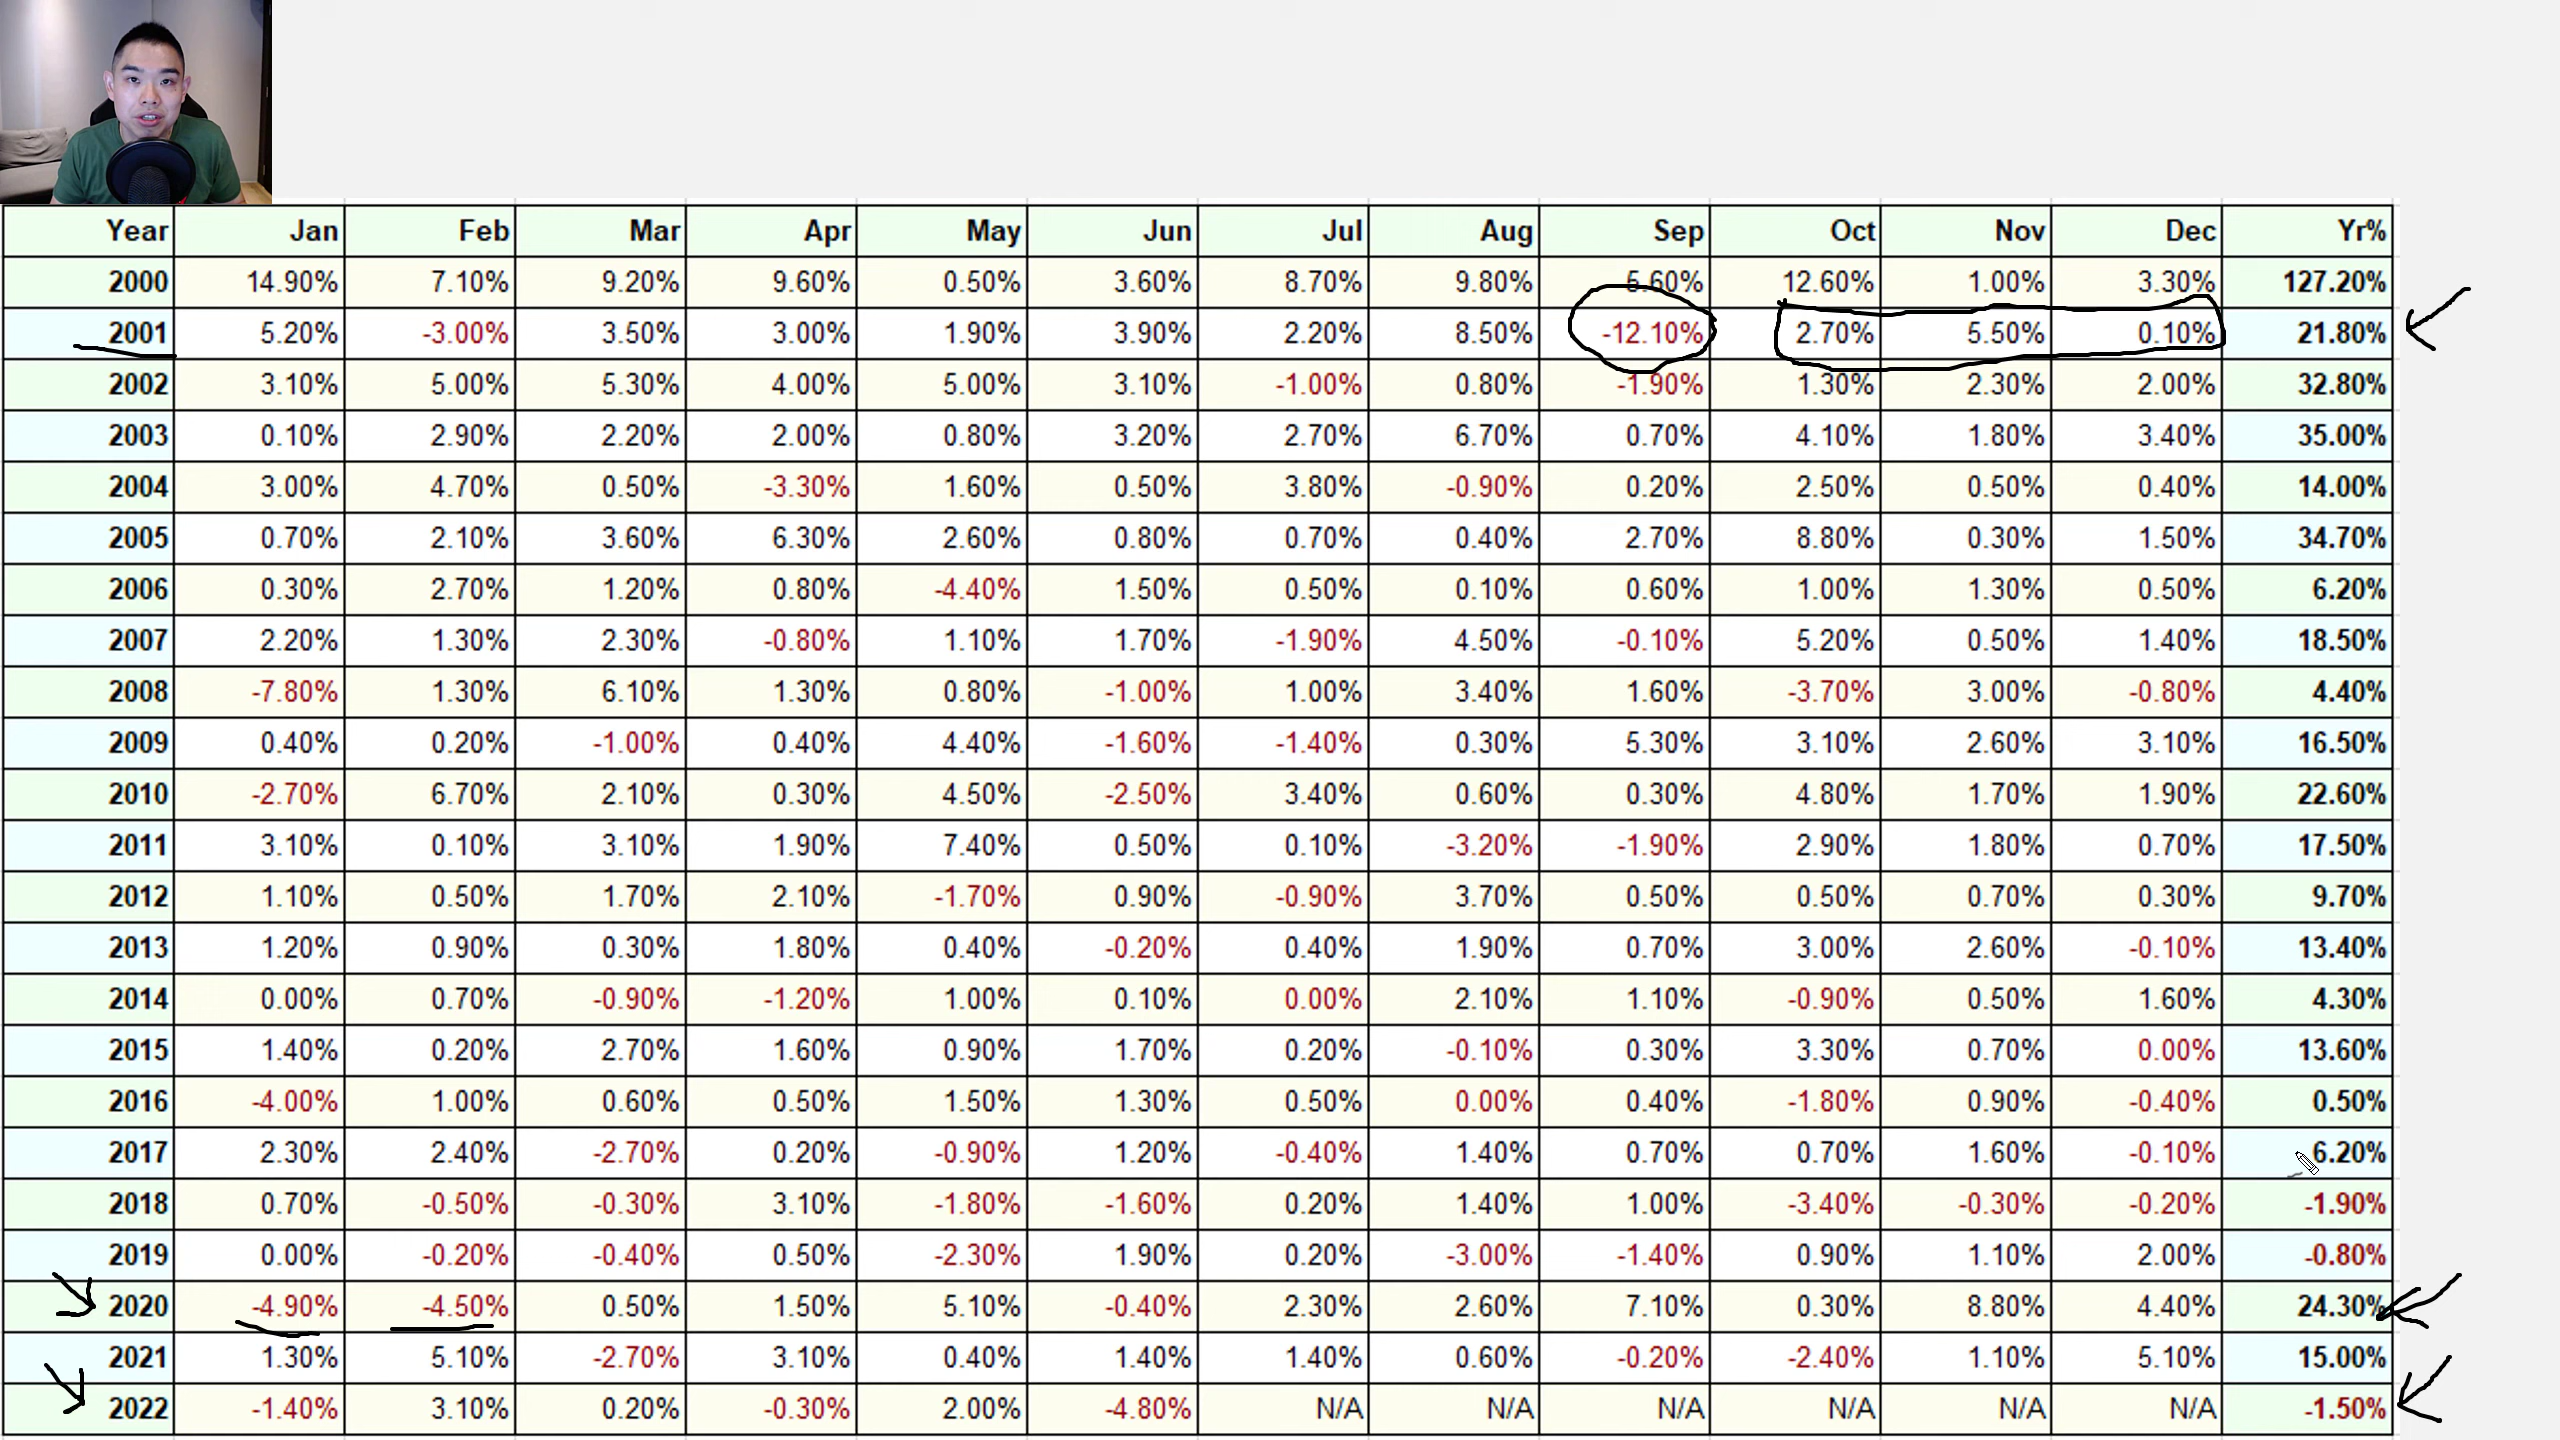 Year Jan Feb Mar Apr May Jun Jul Aug Sep Oct Nov Dec Yr%
2000 14.90% 7.10% 9.20% 9.60% 0.50% 3.60% 8.70% 9.80% 5.60% 12.60% 1.00% 3.30% 127.20%
2001 5.20% -3.00% 3.50% 3.00% 1.90% 3.90% 2.20% 8.50% -12.10% 2.70% 5.50% 0.10% 21.80%
2002 3.10% 5.00% 5.30% 4.00% 5.00% 3.10% -1.00% 0.80% -1.90% 1.30% 2.30% 2.00% 32.80%
2003 0.10% 2.90% 2.20% 2.00% 0.80% 3.20% 2.70% 6.70% 0.70% 4.10% 1.80% 3.40% 35.00%
2004 3.00% 4.70% 0.50% -3.30% 1.60% 0.50% 3.80% -0.90% 0.20% 2.50% 0.50% 0.40% 14.00%
2005 0.70% 2.10% 3.60% 6.30% 2.60% 0.80% 0.70% 0.40% 2.70% 8.80% 0.30% 1.50% 34.70%
2006 0.30% 2.70% 1.20% 0.80% -4.40% 1.50% 0.50% 0.10% 0.60% 1.00% 1.30% 0.50% 6.20%
2007 2.20% 1.30% 2.30% -0.80% 1.10% 1.70% -1.90% 4.50% -0.10% 5.20% 0.50% 1.40% 18.50%
2008 -7.80% 1.30% 6.10% 1.30% 0.80% -1.00% 1.00% 3.40% 1.60% -3.70% 3.00% -0.80% 4.40%
2009 0.40% 0.20% -1.00% 0.40% 4.40% -1.60% -1.40% 0.30% 5.30% 3.10% 2.60% 3.10% 16.50%
2010 -2.70% 6.70% 2.10% 0.30% 4.50% -2.50% 3.40% 0.60% 0.30% 4.80% 1.70% 1.90% 22.60%
2011 3.10% 0.10% 3.10% 1.90% 7.40% 0.50% 0.10% -3.20% -1.90% 2.90% 1.80% 0.70% 17.50%
2012 1.10% 0.50% 1.70% 2.10% -1.70% 0.90% -0.90% 3.70% 0.50% 0.50% 0.70% 0.30% 9.70%
2013 1.20% 0.90% 0.30% 1.80% 0.40% -0.20% 0.40% 1.90% 0.70% 3.00% 2.60% -0.10% 13.40%
2014 0.00% 0.70% -0.90% -1.20% 1.00% 0.10% 0.00% 2.10% 1.10% -0.90% 0.50% 1.60% 4.30%
2015 1.40% 0.20% 2.70% 1.60% 0.90% 1.70% 0.20% -0.10% 0.30% 3.30% 0.70% 0.00% 13.60%
2016 -4.00% 1.00% 0.60% 0.50% 1.50% 1.30% 0.50% 0.00% 0.40% -1.80% 0.90% -0.40% 0.50%
2017 2.30% 2.40% -2.70% 0.20% -0.90% 1.20% -0.40% 1.40% 0.70% 0.70% 1.60% -0.10% 6.20%
2018 0.70% -0.50% -0.30% 3.10% -1.80% -1.60% 0.20% 1.40% 1.00% -3.40% -0.30% -0.20% -1.90%
2019 0.00% -0.20% -0.40% 0.50% -2.30% 1.90% 0.20% -3.00% -1.40% 0.90% 1.10% 2.00% -0.80%
2020 -4.90% -4.50% 0.50% 1.50% 5.10% -0.40% 2.30% 2.60% 7.10% 0.30% 8.80% 4.40% 24.30%
2021 1.30% 5.10% -2.70% 3.10% 0.40% 1.40% 1.40% 0.60% -0.20% -2.40% 1.10% 5.10% 15.00%
2022 -1.40% 3.10% 0.20% -0.30% 2.00% -4.80% N/A N/A N/A N/A N/A N/A -1.50%